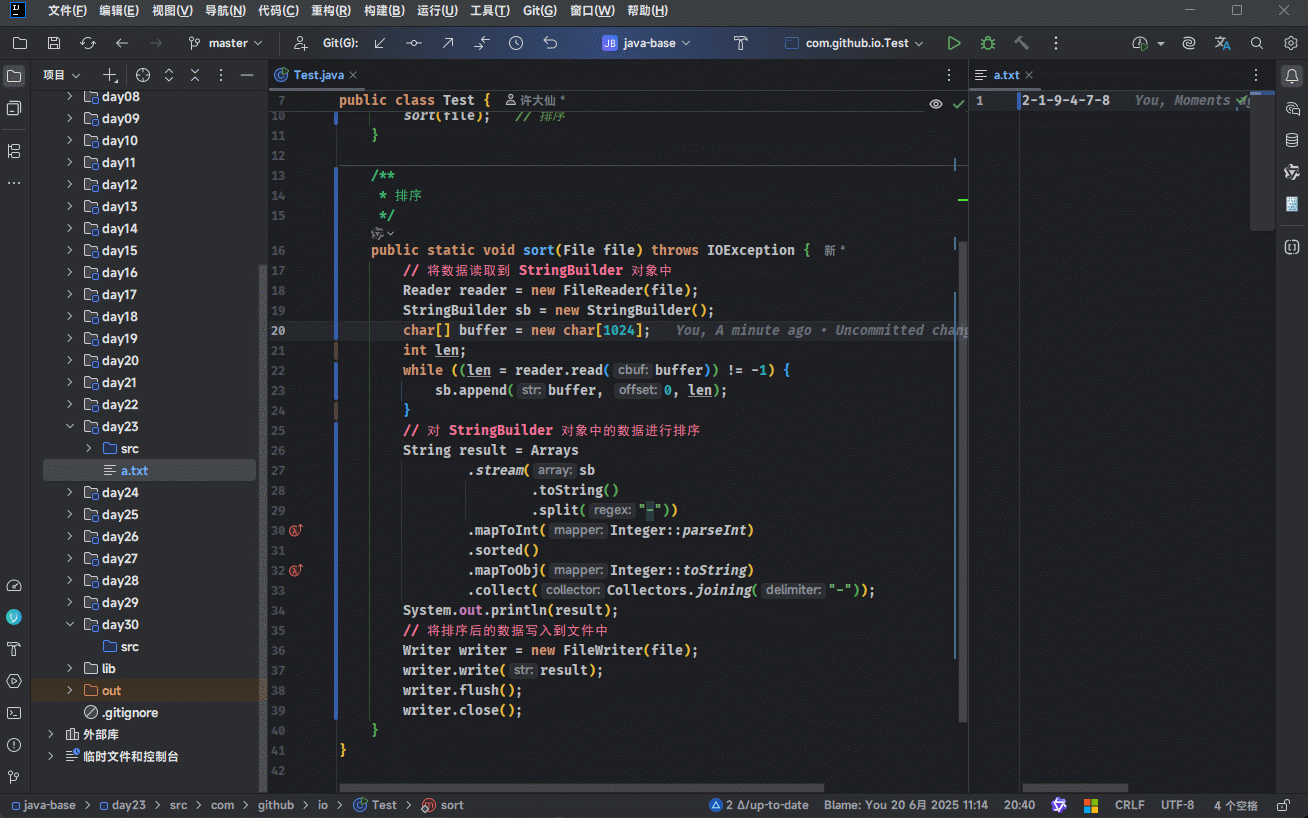 文件(F) 编辑(E) 视图(V) 导航(N) 代码(C) 重构(R) 构建(B) 运行(U) 工具(T) Git(G) 窗口(W) 帮助(H)
master Git(G): JB java-base com.github.io.Test
项目
day08
day09
day10
day11
day12
day13
day14
day15
day16
day17
day18
day19
day20
day21
day22
day23
src
a.txt
day24
day25
day26
day27
day28
day29
day30
src
lib
out
.gitignore
外部库
临时文件和控制台
Test.java
7 public class Test { 许大仙 *
10 sort(file); // 排序
11 }
12
13 /**
14 * 排序
15 */
16 public static void sort(File file) throws IOException { 新 *
17 // 将数据读取到 StringBuilder 对象中
18 Reader reader = new FileReader(file);
19 StringBuilder sb = new StringBuilder();
20 char[] buffer = new char[1024]; You, A minute ago • Uncommitted chang
21 int len;
22 while ((len = reader.read( cbuf: buffer)) != -1) {
23 sb.append( str: buffer, offset: 0, len);
24 }
25 // 对 StringBuilder 对象中的数据进行排序
26 String result = Arrays
27 .stream( array: sb
28 .toString()
29 .split( regex: "-"))
30 .mapToInt( mapper: Integer::parseInt)
31 .sorted()
32 .mapToObj( mapper: Integer::toString)
33 .collect( collector: Collectors.joining( delimiter: "-"));
34 System.out.println(result);
35 // 将排序后的数据写入到文件中
36 Writer writer = new FileWriter(file);
37 writer.write( str: result);
38 writer.flush();
39 writer.close();
40 }
41 }
42
a.txt
1 2-1-9-4-7-8 You, Moments ag
java-base > day23 > src > com > github > io > Test > sort 2 Δ/up-to-date Blame: You 20 6月 2025 11:14 20:40 CRLF UTF-8 4 个空格